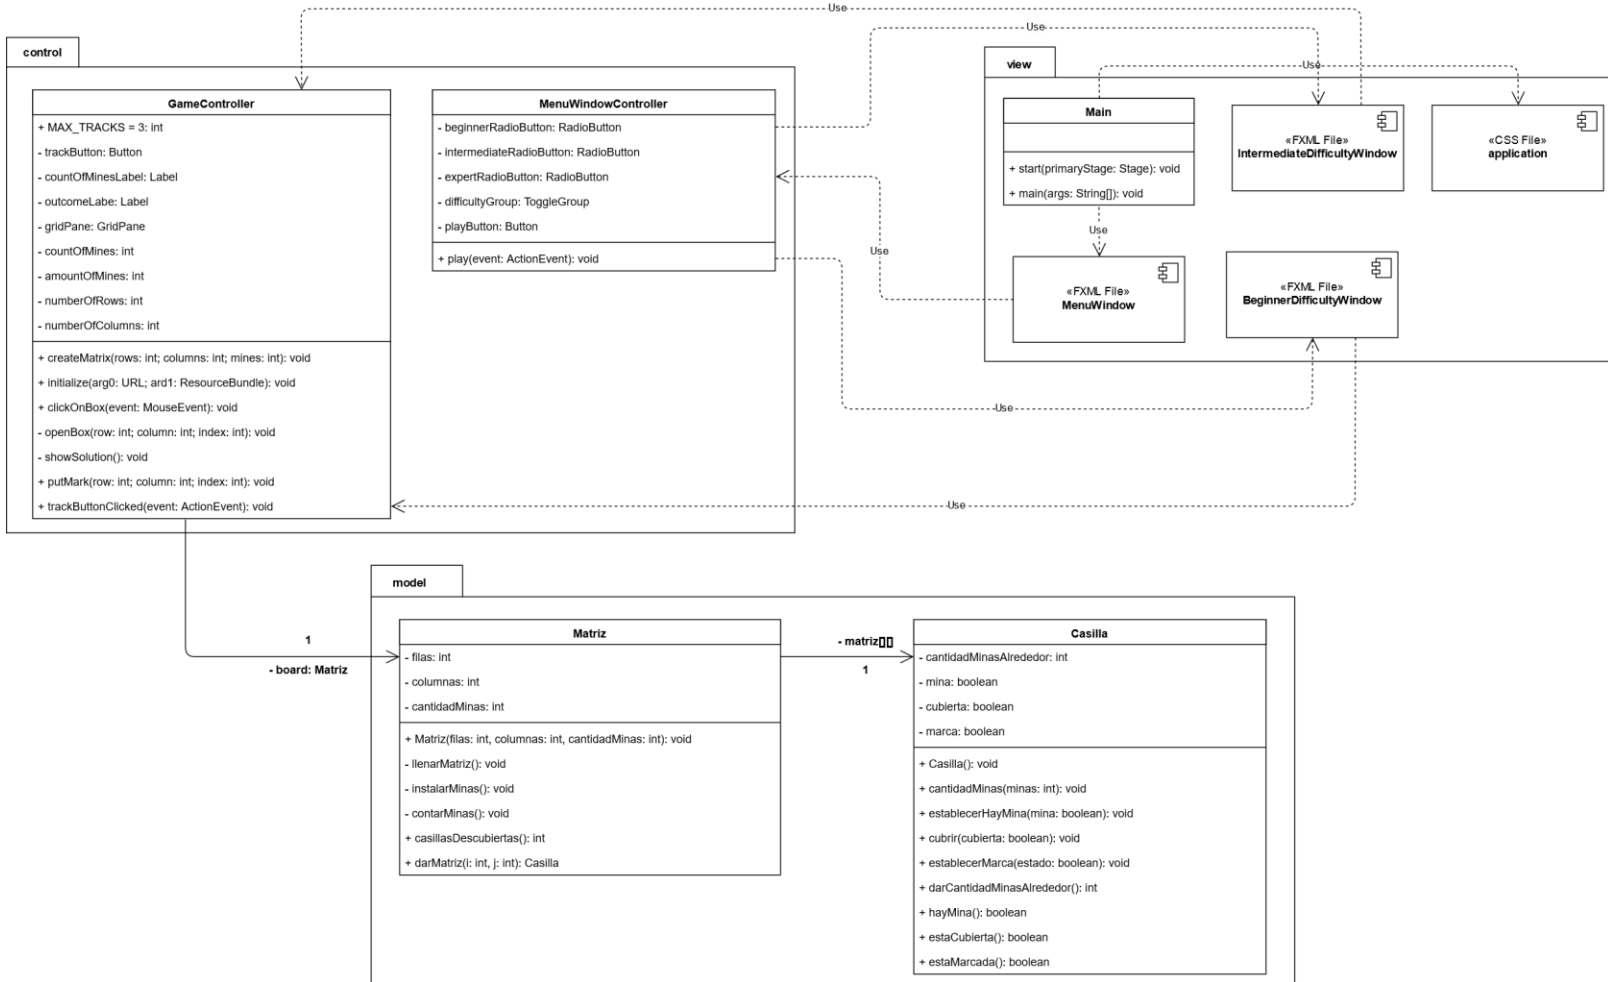 Use
Use
control
view
Use
GameController
+ MAX_TRACKS = 3: int
- trackButton: Button
- countOfMinesLabel: Label
- outcomeLabe: Label
- gridPane: GridPane
- countOfMines: int
- amountOfMines: int
- numberOfRows: int
- numberOfColumns: int
+ createMatrix(rows: int; columns: int; mines: int): void
+ initialize(arg0: URL; ard1: ResourceBundle): void
+ clickOnBox(event: MouseEvent): void
- openBox(row: int; column: int; index: int): void
- showSolution(): void
+ putMark(row: int; column: int; index: int): void
+ trackButtonClicked(event: ActionEvent): void
MenuWindowController
- beginnerRadioButton: RadioButton
- intermediateRadioButton: RadioButton
- expertRadioButton: RadioButton
- difficultyGroup: ToggleGroup
- playButton: Button
+ play(event: ActionEvent): void
Main
+ start(primaryStage: Stage): void
+ main(args: String[]): void
«FXML File»
IntermediateDifficultyWindow
«CSS File»
application
Use
Use
«FXML File»
MenuWindow
«FXML File»
BeginnerDifficultyWindow
Use
Use
model
1
- board: Matriz
Matriz
- filas: int
- columnas: int
- cantidadMinas: int
+ Matriz(filas: int, columnas: int, cantidadMinas: int): void
- llenarMatriz(): void
- instalarMinas(): void
- contarMinas(): void
+ casillasDescubiertas(): int
+ darMatriz(i: int, j: int): Casilla
- matriz[][]
1
Casilla
- cantidadMinasAlrededor: int
- mina: boolean
- cubierta: boolean
- marca: boolean
+ Casilla(): void
+ cantidadMinas(minas: int): void
+ establecerHayMina(mina: boolean): void
+ cubrir(cubierta: boolean): void
+ establecerMarca(estado: boolean): void
+ darCantidadMinasAlrededor(): int
+ hayMina(): boolean
+ estaCubierta(): boolean
+ estaMarcada(): boolean